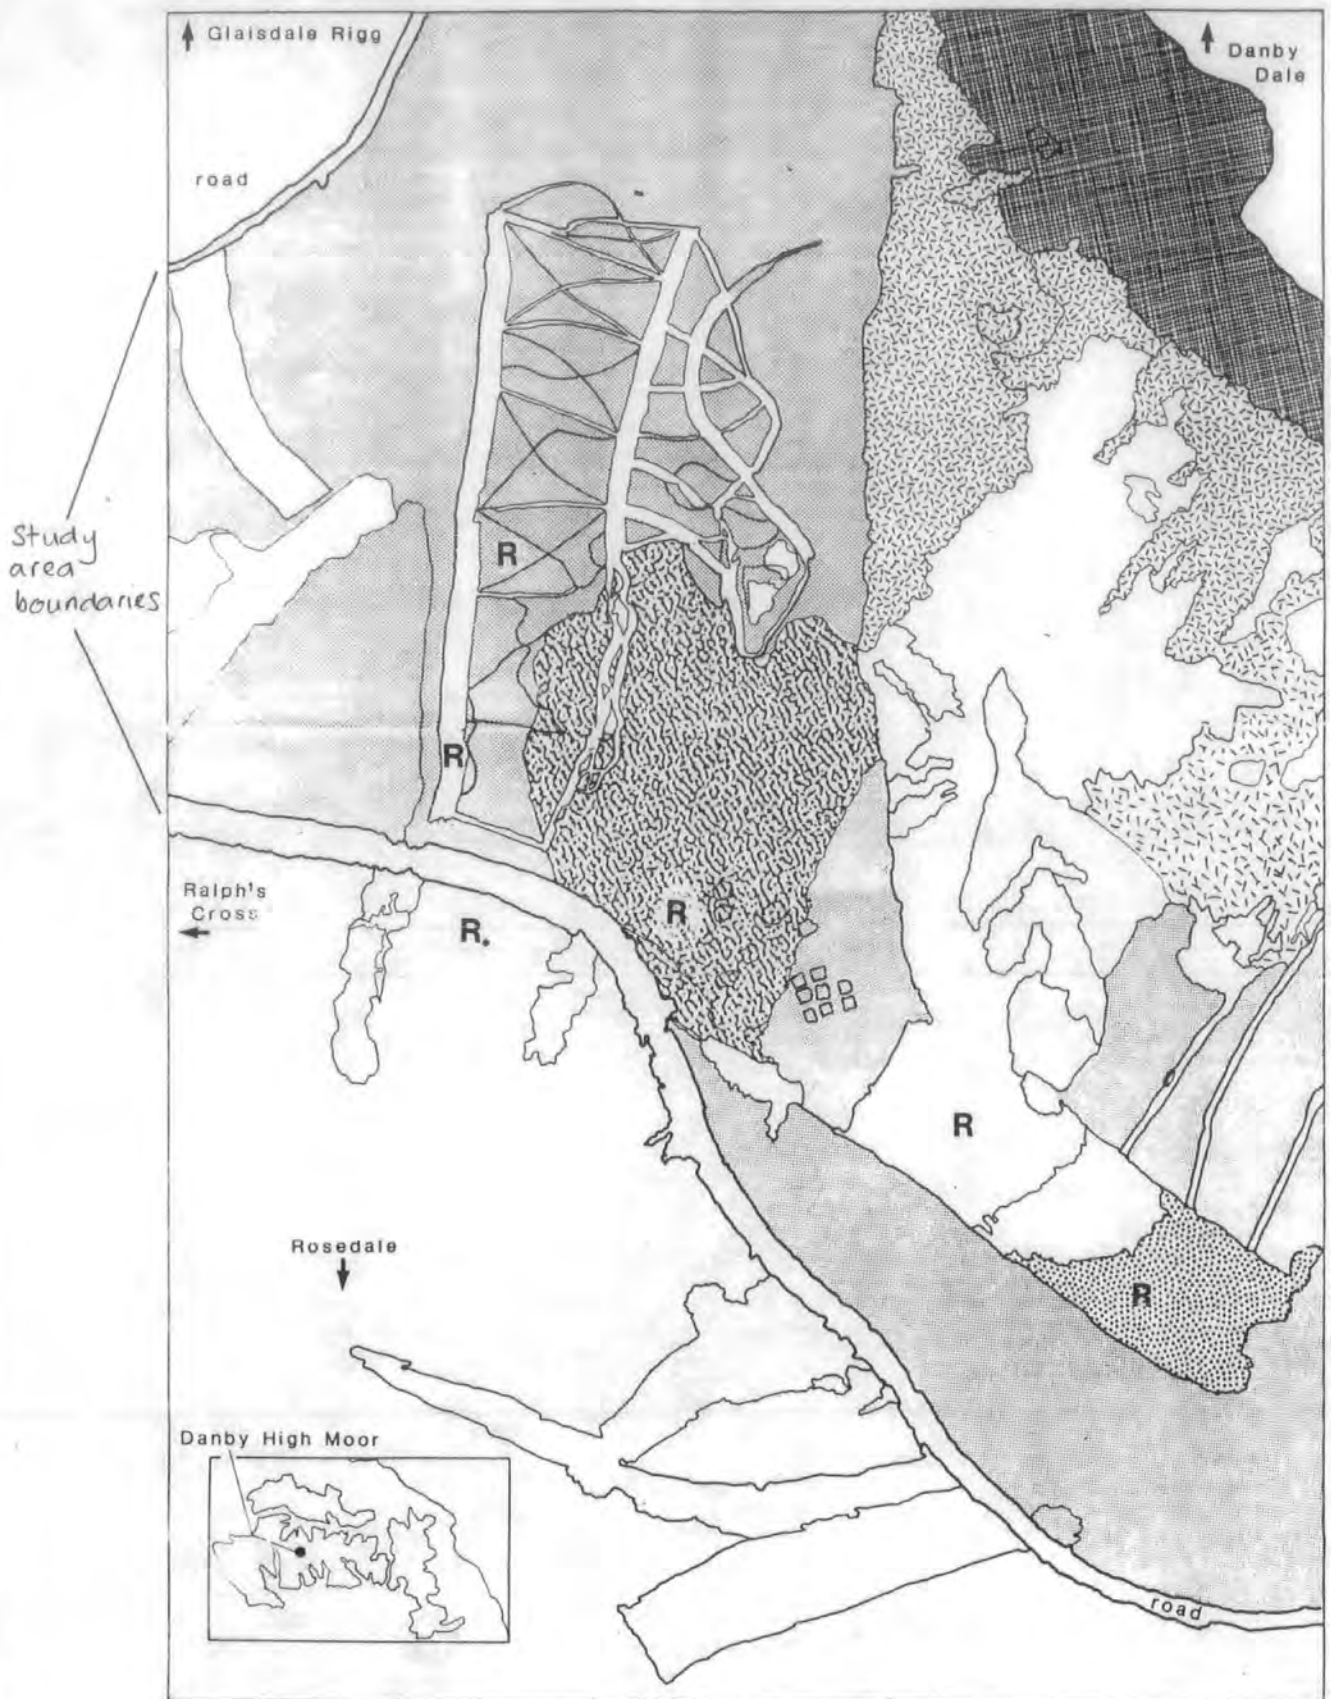 Glaisdale Rigg
Danby
Dale
road
Study
area
boundaries
R
R
Ralph's
Cross
R
R.
R
Rosedale
R
Danby High Moor
road